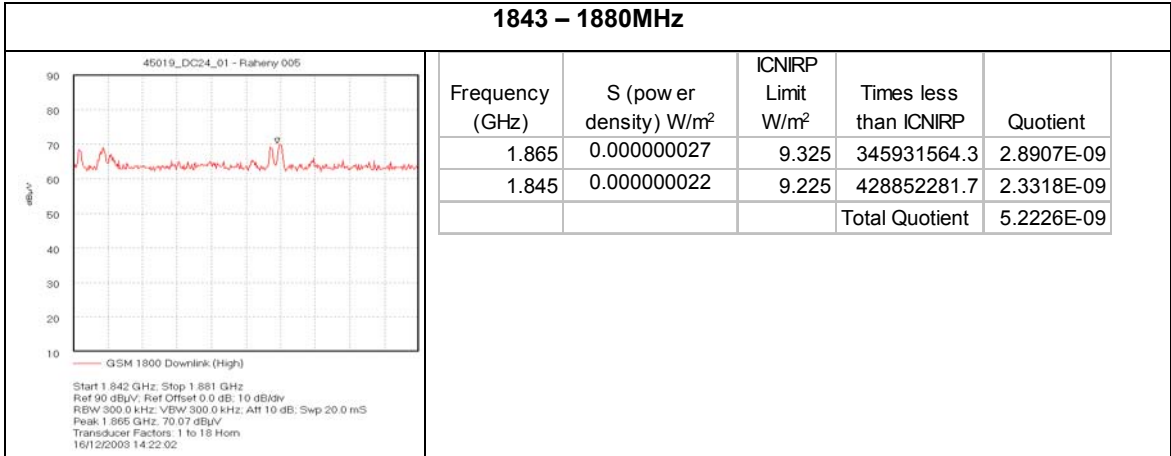 1843 – 1880MHz
45019_DC24_01 - Raheny 005
90
80
70
60
50
40
30
20
10
dBµV
GSM 1800 Downlink (High)
Start 1.842 GHz; Stop 1.881 GHz
Ref 90 dBµV; Ref Offset 0.0 dB; 10 dB/div
RBW 300.0 kHz; VBW 300.0 kHz; Att 10 dB; Swp 20.0 mS
Peak 1.865 GHz, 70.07 dBµV
Transducer Factors: 1 to 18 Horn
16/12/2003 14:22:02
Frequency (GHz) S (pow er density) W/m² ICNIRP Limit W/m² Times less than ICNIRP Quotient
1.865 0.000000027 9.325 345931564.3 2.8907E-09
1.845 0.000000022 9.225 428852281.7 2.3318E-09
Total Quotient 5.2226E-09